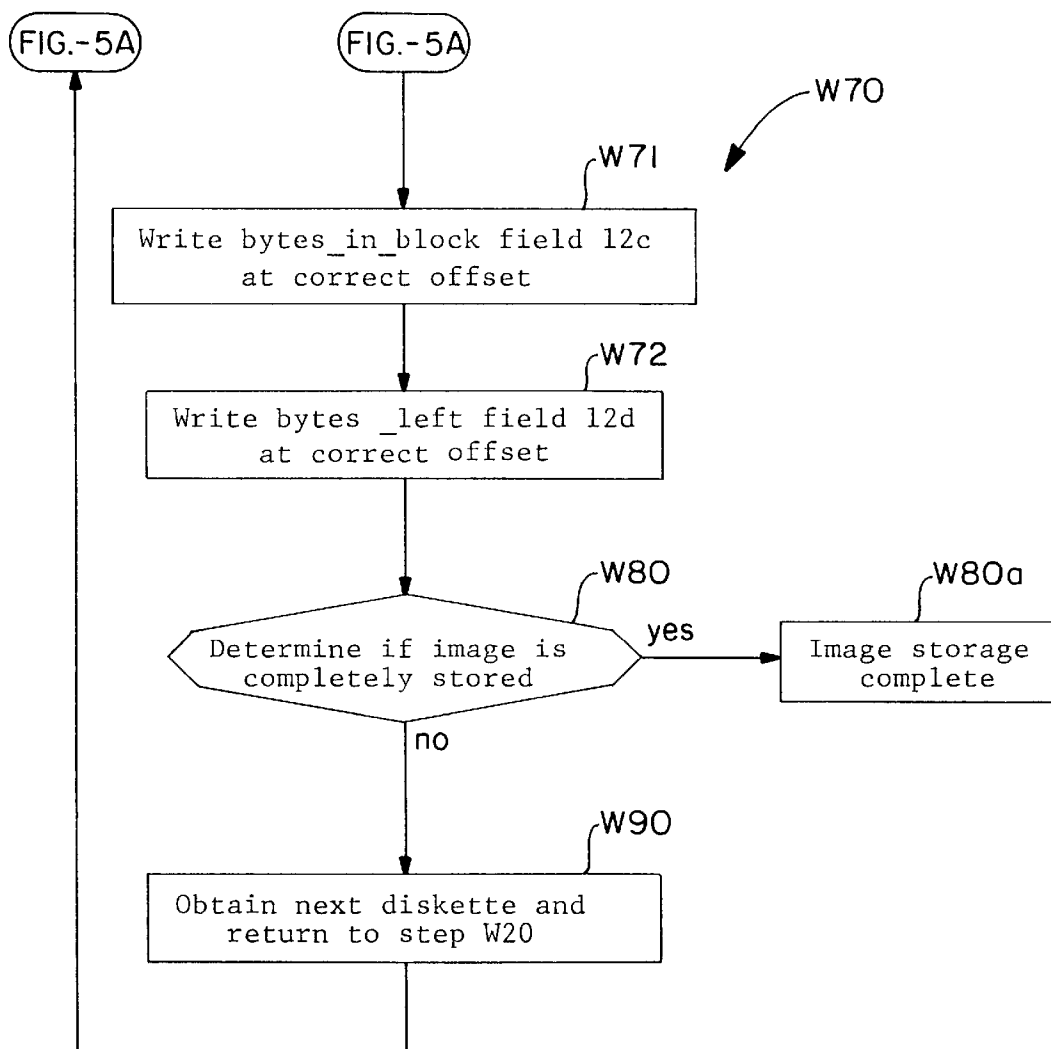 FIG.-5A
FIG.-5A
W70
W71
Write bytes_in_block field 12c
at correct offset
W72
Write bytes _left field 12d
at correct offset
W80
W80a
Determine if image is
completely stored
yes
Image storage
complete
no
W90
Obtain next diskette and
return to step W20